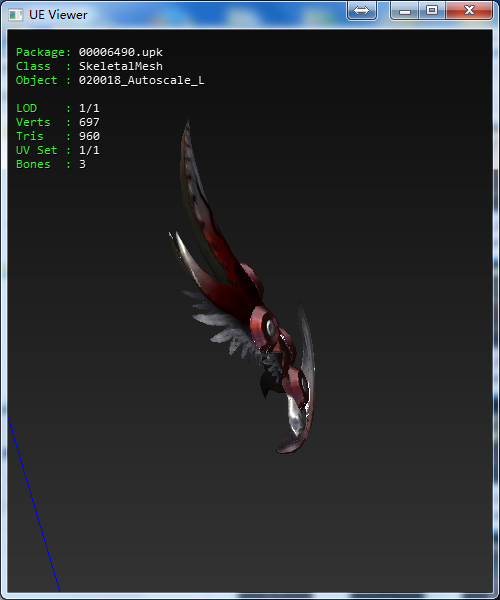 UE Viewer
Package: 00006490.upk
Class : SkeletalMesh
Object : 020018_Autoscale_L
LOD : 1/1
Verts : 697
Tris : 960
UV Set : 1/1
Bones : 3